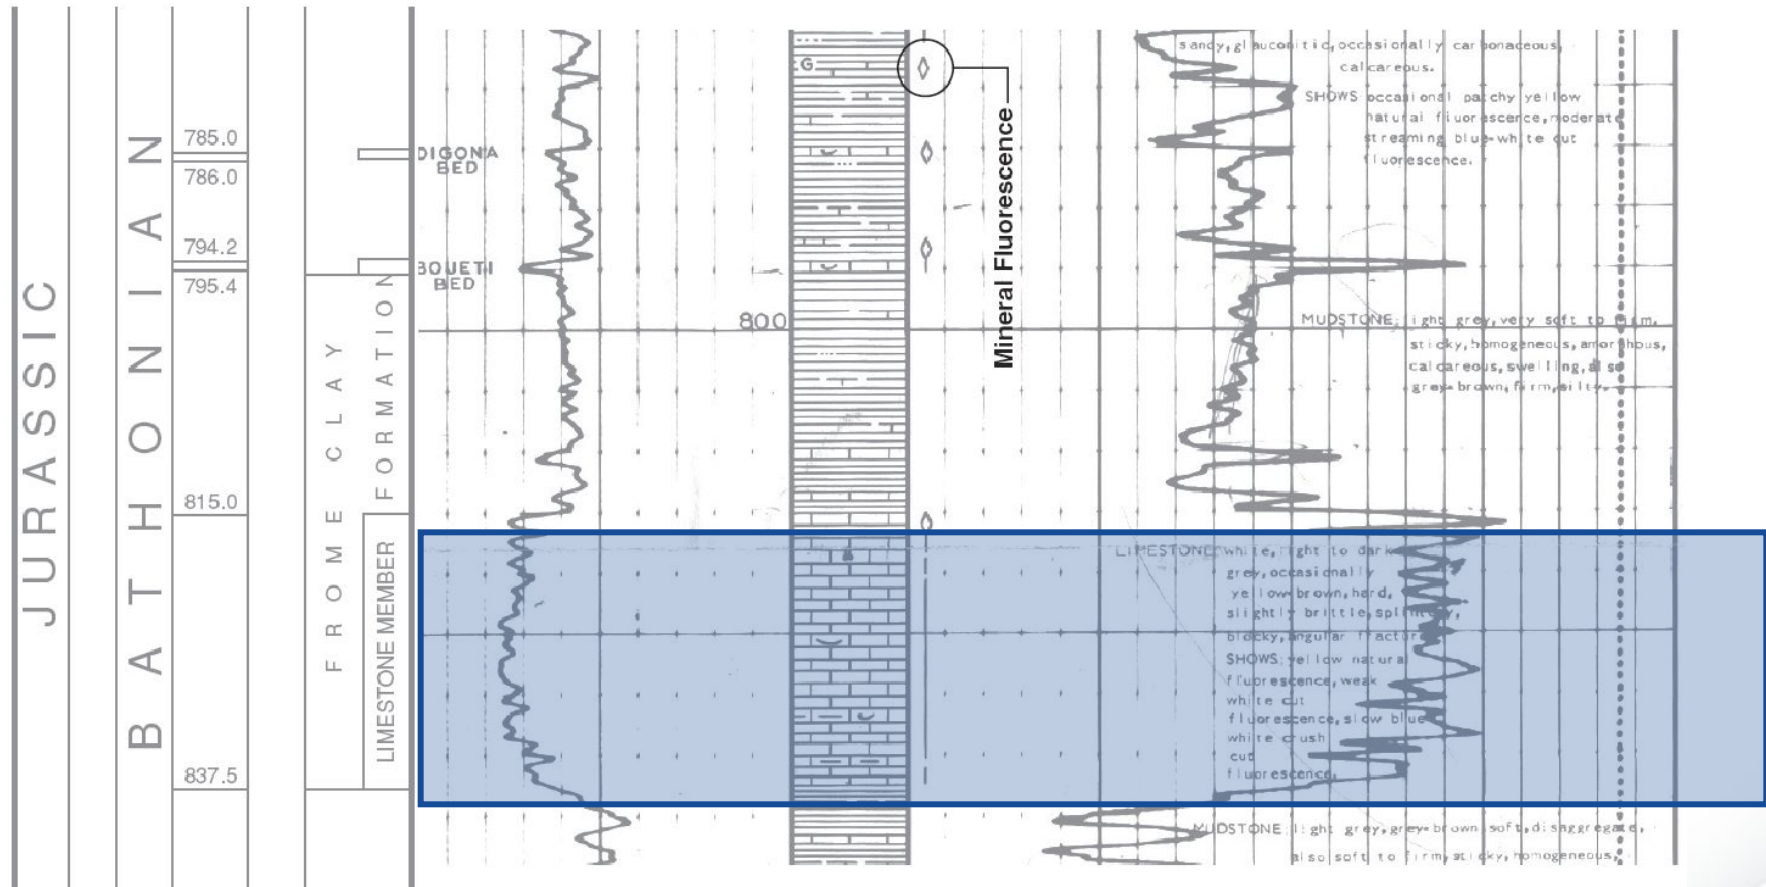 JURASSIC
BATHONIAN
785.0
786.0
794.2
795.4
815.0
837.5
FROME CLAY
FORMATION
LIMESTONE MEMBER
DIGONA
BED
BOUETI
BED
800
G
Mineral Fluorescence
sandy, glauconitic, occasionally carbonaceous,
calcareous.
SHOWS: occasional patchy yellow
natural fluorescence, moderate
streaming blue-white cut
fluorescence.
MUDSTONE: light grey, very soft to firm,
sticky, homogeneous, amorphous,
calcareous, swelling, also
grey-brown, firm, silty.
LIMESTONE: white, light to dark
grey, occasionally
yellow-brown, hard,
slightly brittle, splintery,
blocky, angular fracture
SHOWS: yellow natural
fluorescence, weak
white cut
fluorescence, slow blue
white crush
cut
fluorescence.
MUDSTONE: light grey, grey-brown, soft, disaggregate,
also soft to firm, sticky, homogeneous,